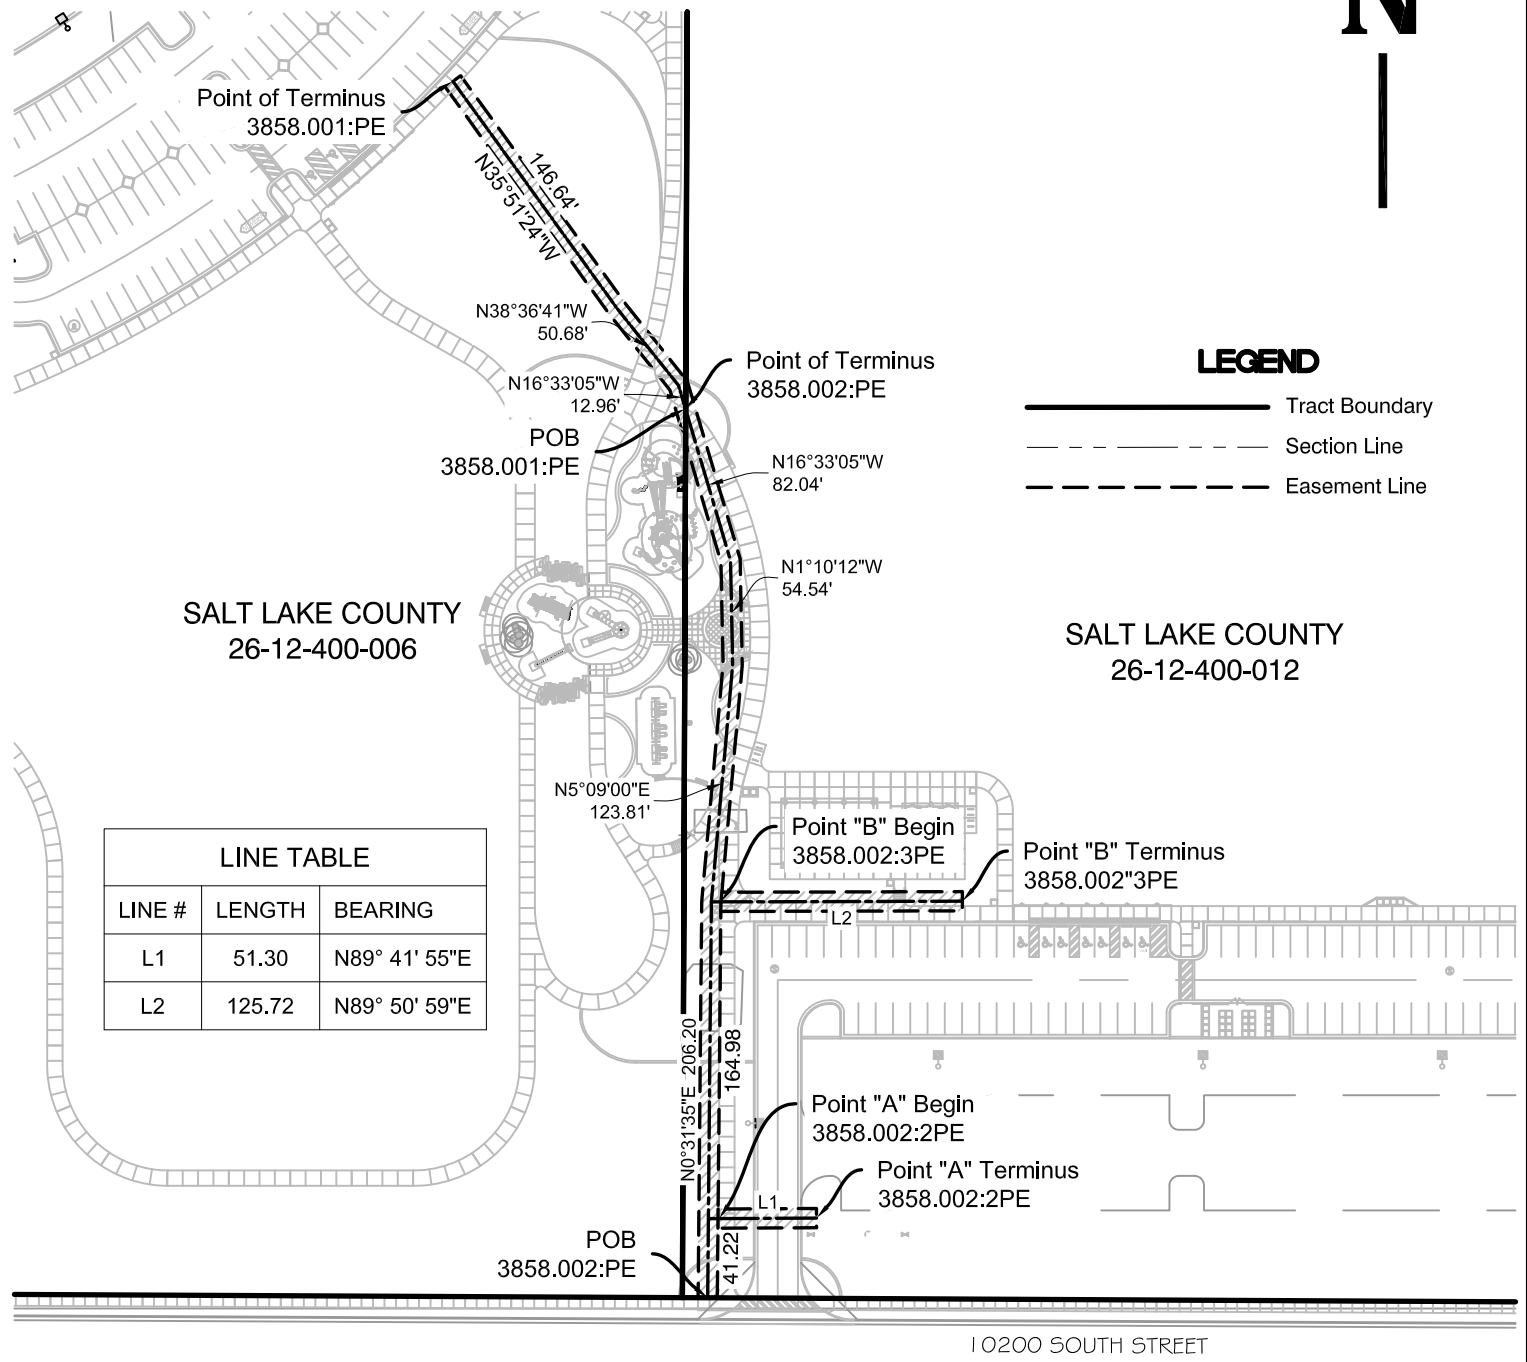 N
Point of Terminus
3858.001:PE
146.64'
N35°51'24"W
N38°36'41"W
50.68'
N16°33'05"W
12.96'
POB
3858.001:PE
Point of Terminus
3858.002:PE
LEGEND
Tract Boundary
Section Line
Easement Line
N16°33'05"W
82.04'
N1°10'12"W
54.54'
SALT LAKE COUNTY
26-12-400-006
SALT LAKE COUNTY
26-12-400-012
N5°09'00"E
123.81'
Point "B" Begin
3858.002:3PE
Point "B" Terminus
3858.002"3PE
L2
LINE TABLE
LINE # LENGTH BEARING
L1 51.30 N89° 41' 55"E
L2 125.72 N89° 50' 59"E
N0°31'35"E 206.20
164.98
Point "A" Begin
3858.002:2PE
Point "A" Terminus
3858.002:2PE
L1
41.22
POB
3858.002:PE
10200 SOUTH STREET